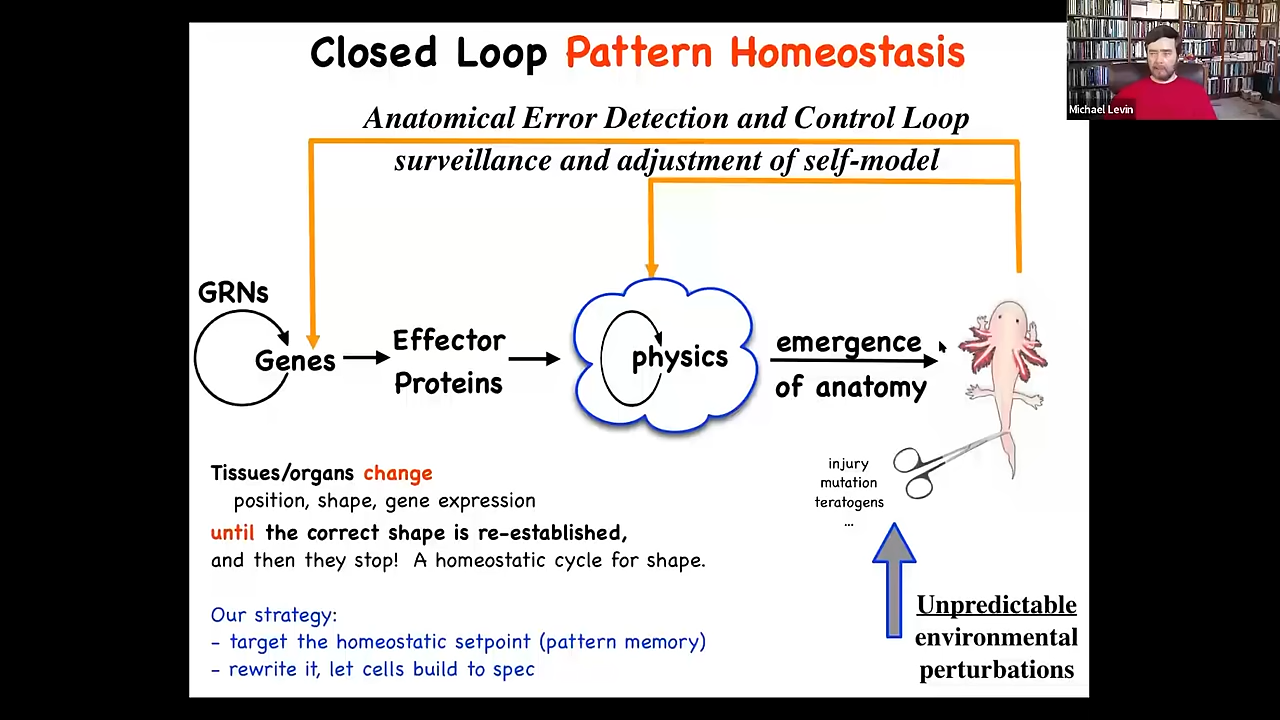 Closed Loop Pattern Homeostasis
Michael Levin
Anatomical Error Detection and Control Loop
surveillance and adjustment of self-model
GRNs
Genes
Effector
Proteins
physics
emergence
of anatomy
injury
mutation
teratogens
...
Tissues/organs change
position, shape, gene expression
until the correct shape is re-established,
and then they stop! A homeostatic cycle for shape.
Our strategy:
- target the homeostatic setpoint (pattern memory)
- rewrite it, let cells build to spec
Unpredictable
environmental
perturbations